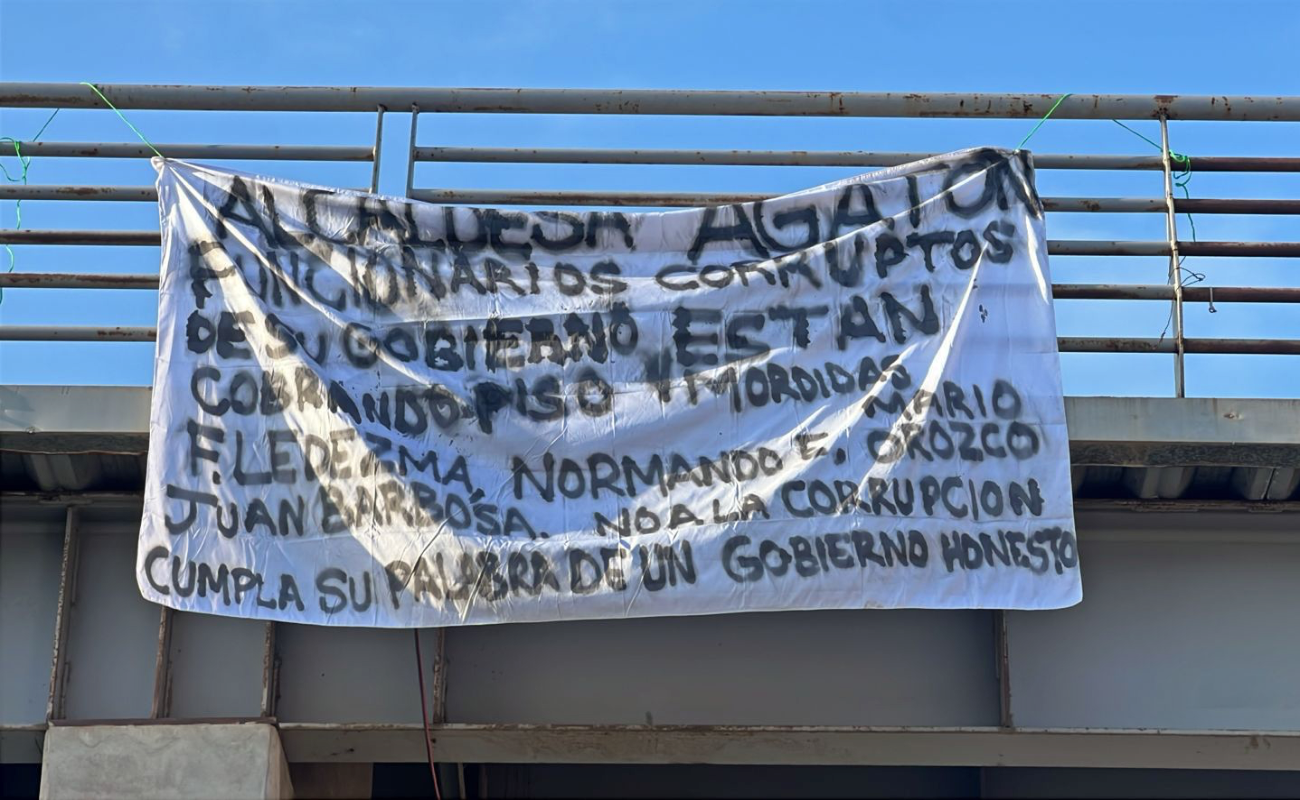 ALCALDESA AGATON
FUNCIONARIOS CORRUPTOS
DE SU GOBIERNO ESTAN
COBRANDO PISO Y MORDIDAS MARIO
F. LEDEZMA, NORMANDO E. OROZCO
JUAN BARBOSA. NO A LA CORRUPCION
CUMPLA SU PALABRA DE UN GOBIERNO HONESTO